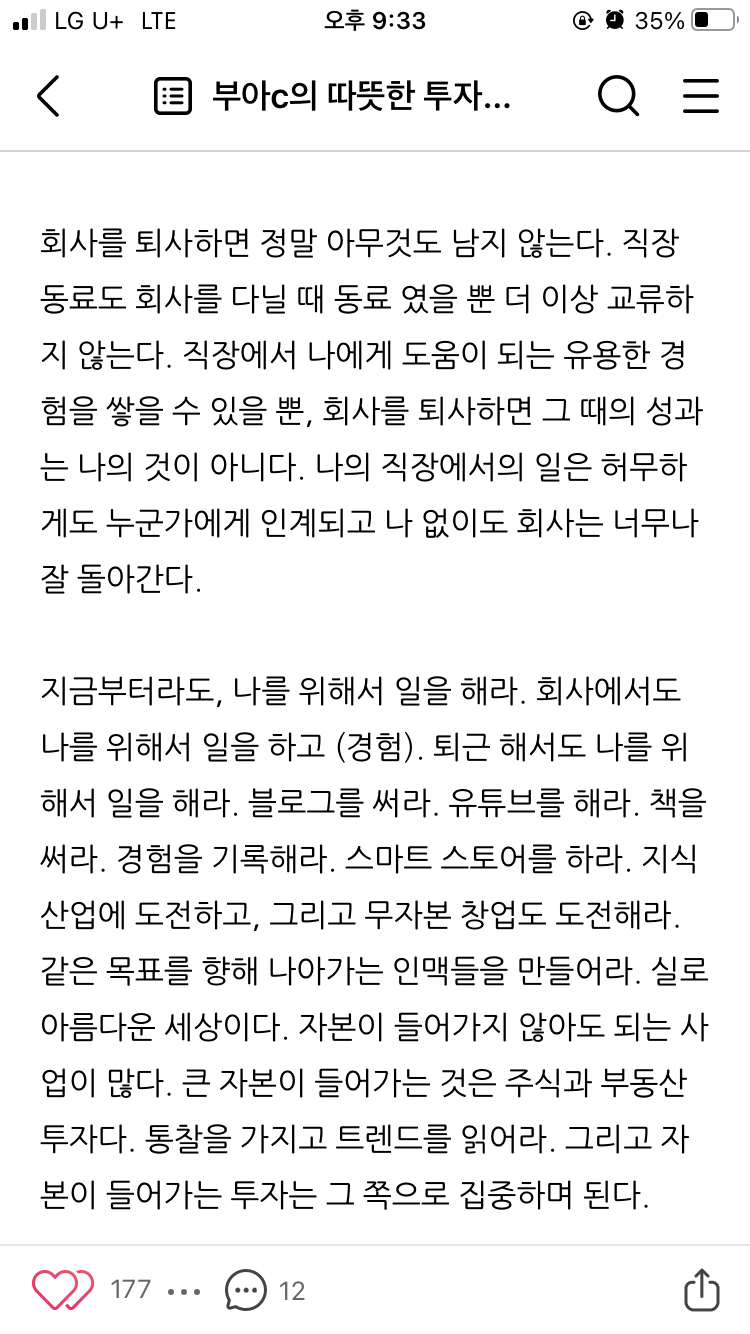 LG U+ LTE 오후 9:33 35%
부아c의 따뜻한 투자...
회사를 퇴사하면 정말 아무것도 남지 않는다. 직장
동료도 회사를 다닐 때 동료 였을 뿐 더 이상 교류하
지 않는다. 직장에서 나에게 도움이 되는 유용한 경
험을 쌓을 수 있을 뿐, 회사를 퇴사하면 그 때의 성과
는 나의 것이 아니다. 나의 직장에서의 일은 허무하
게도 누군가에게 인계되고 나 없이도 회사는 너무나
잘 돌아간다.
지금부터라도, 나를 위해서 일을 해라. 회사에서도
나를 위해서 일을 하고 (경험). 퇴근 해서도 나를 위
해서 일을 해라. 블로그를 써라. 유튜브를 해라. 책을
써라. 경험을 기록해라. 스마트 스토어를 하라. 지식
산업에 도전하고, 그리고 무자본 창업도 도전해라.
같은 목표를 향해 나아가는 인맥들을 만들어라. 실로
아름다운 세상이다. 자본이 들어가지 않아도 되는 사
업이 많다. 큰 자본이 들어가는 것은 주식과 부동산
투자다. 통찰을 가지고 트렌드를 읽어라. 그리고 자
본이 들어가는 투자는 그 쪽으로 집중하며 된다.
177 ... 12